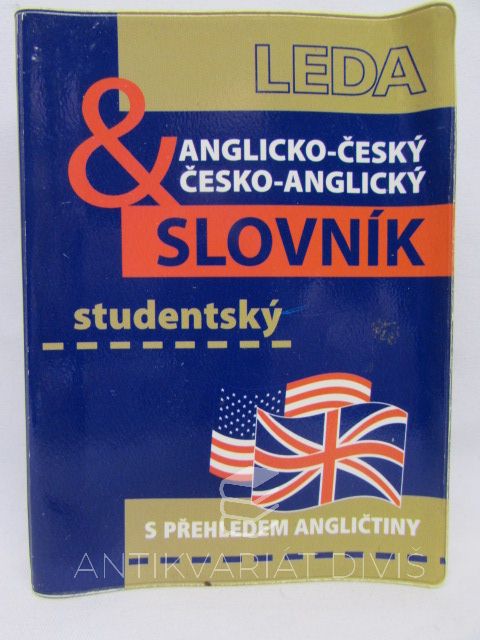 LEDA
&
ANGLICKO-ČESKÝ
ČESKO-ANGLICKÝ
SLOVNÍK
studentský
S PŘEHLEDEM ANGLIČTINY
ANTIKVARIÁT DIVIŠ